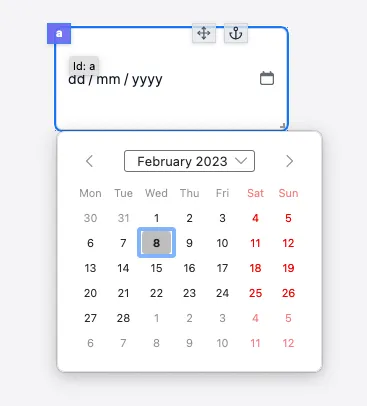 a
Id: a
dd / mm / yyyy
February 2023
Mon Tue Wed Thu Fri Sat Sun
30 31 1 2 3 4 5
6 7 8 9 10 11 12
13 14 15 16 17 18 19
20 21 22 23 24 25 26
27 28 1 2 3 4 5
6 7 8 9 10 11 12